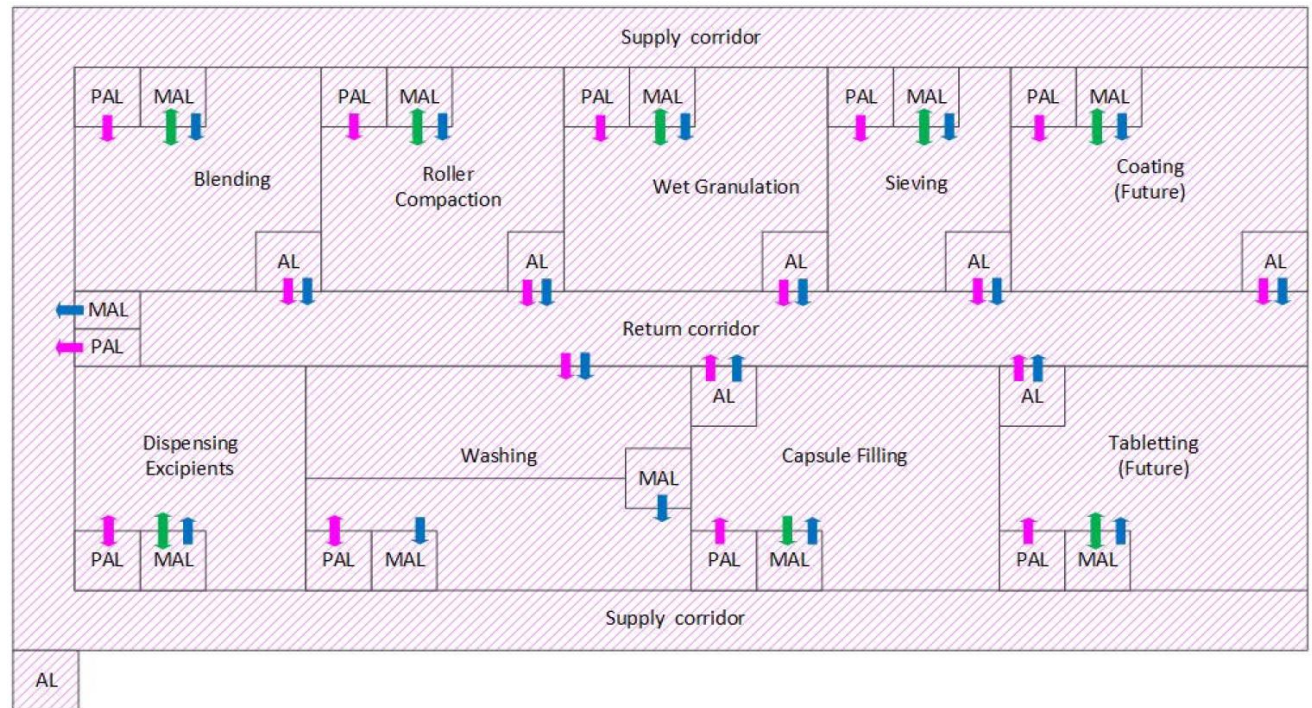 Supply corridor
PAL MAL PAL MAL PAL MAL PAL MAL PAL MAL
Blending
Roller
Compaction
Wet Granulation
Sieving
Coating
(Future)
AL AL AL AL AL
MAL
Return corridor
PAL
AL AL
Dispensing
Excipients
Washing
MAL
Capsule Filling
Tabletting
(Future)
PAL MAL PAL MAL PAL MAL PAL MAL
Supply corridor
AL